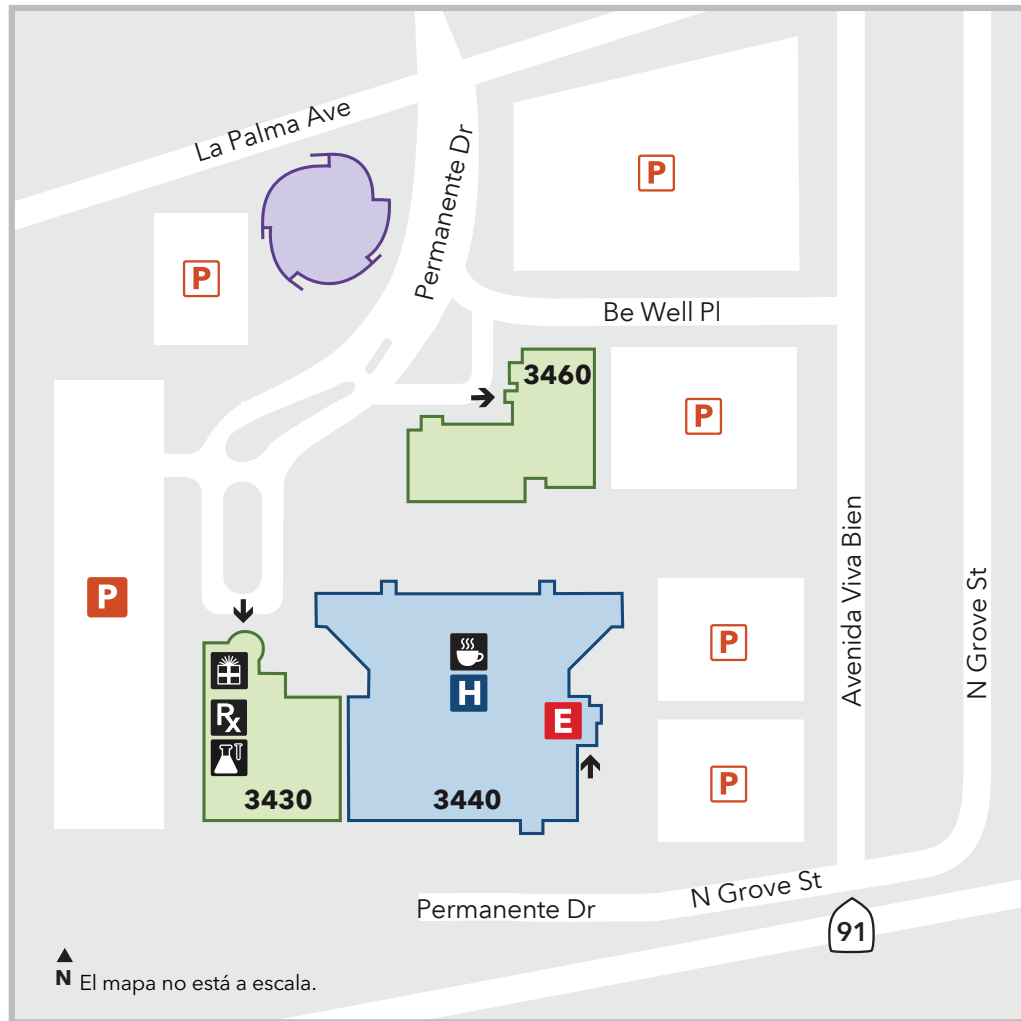 La Palma Ave
Permanente Dr
P
P
Be Well Pl
3460
P
P
Avenida Viva Bien
N Grove St
H
P
Rx
E
3430
3440
P
N Grove St
Permanente Dr
91
N El mapa no está a escala.